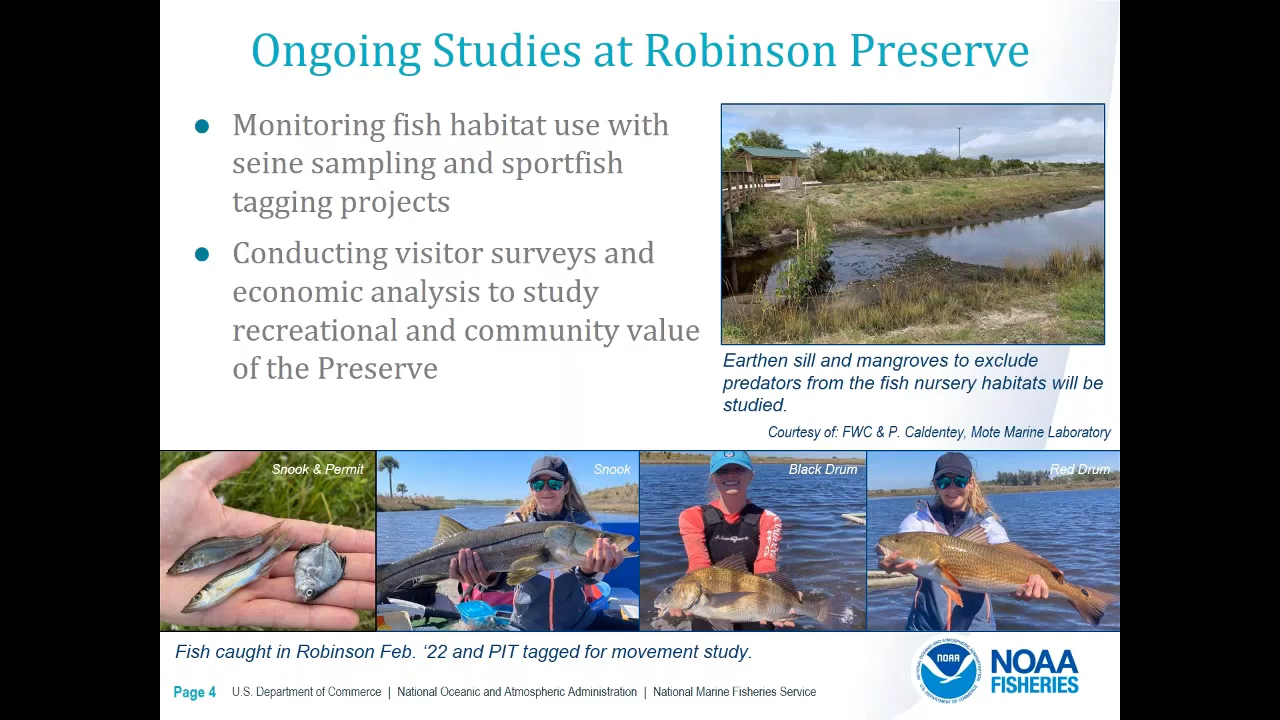 Ongoing Studies at Robinson Preserve
● Monitoring fish habitat use with
seine sampling and sportfish
tagging projects
● Conducting visitor surveys and
economic analysis to study
recreational and community value
of the Preserve
Earthen sill and mangroves to exclude
predators from the fish nursery habitats will be
studied.
Courtesy of: FWC & P. Caldentey, Mote Marine Laboratory
Snook & Permit
Snook
Black Drum
Red Drum
Fish caught in Robinson Feb. ‘22 and PIT tagged for movement study.
NOAA
NOAA
FISHERIES
Page 4 U.S. Department of Commerce | National Oceanic and Atmospheric Administration | National Marine Fisheries Service